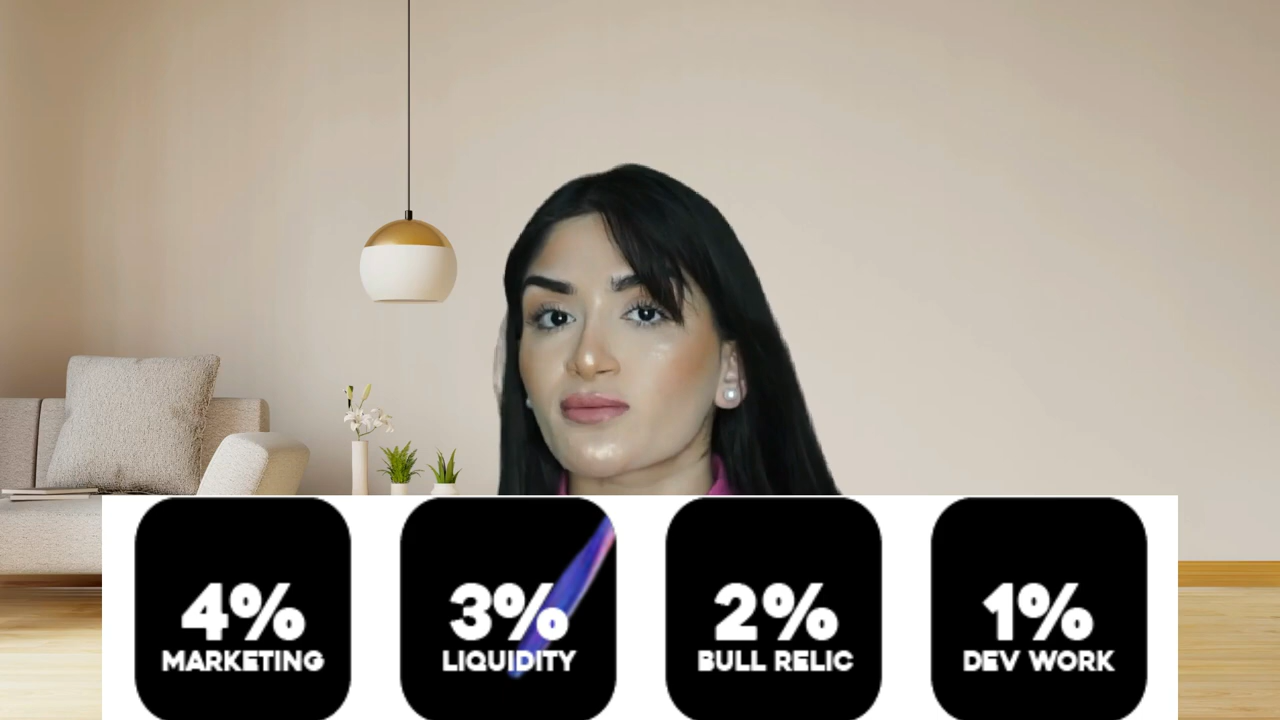 4%
MARKETING
3%
LIQUIDITY
2%
BULL RELIC
1%
DEV WORK